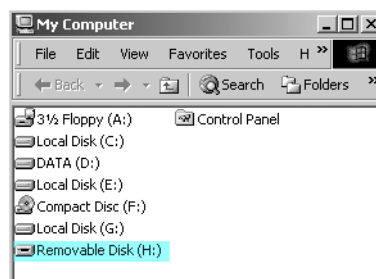 My Computer
File Edit View Favorites Tools H »
Back Search Folders »
3½ Floppy (A:) Control Panel
Local Disk (C:)
DATA (D:)
Local Disk (E:)
Compact Disc (F:)
Local Disk (G:)
Removable Disk (H:)